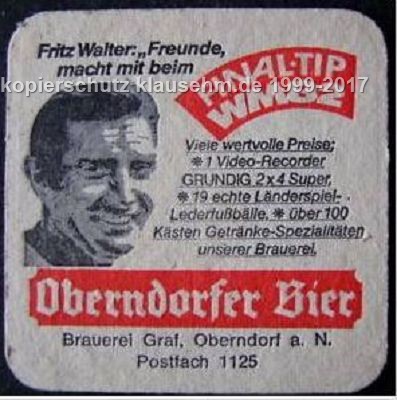 Fritz Walter: „Freunde,
macht mit beim
FINAL-TIP
WM82
kopierschutz klausehm.de 1999-2017
Viele wertvolle Preise:
✱ 1 Video-Recorder
GRUNDIG 2x4 Super,
✱ 19 echte Länderspiel-
Lederfußbälle, ✱ über 100
Kästen Getränke-Spezialitäten
unserer Brauerei.
Oberndorfer Bier
Brauerei Graf, Oberndorf a. N.
Postfach 1125